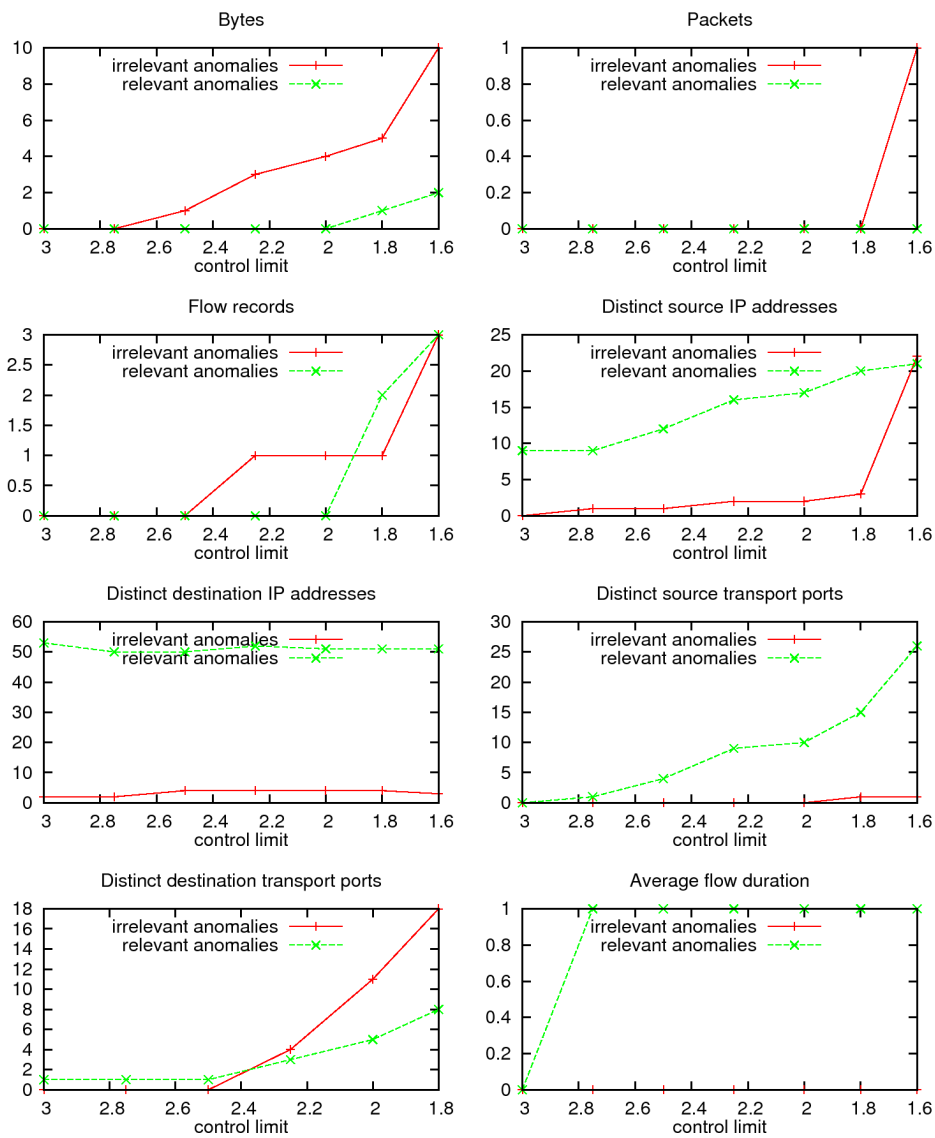 Bytes
10
8
6
4
2
0
irrelevant anomalies
relevant anomalies
3 2.8 2.6 2.4 2.2 2 1.8 1.6
control limit
Packets
1
0.8
0.6
0.4
0.2
0
irrelevant anomalies
relevant anomalies
3 2.8 2.6 2.4 2.2 2 1.8 1.6
control limit
Flow records
3
2.5
2
1.5
1
0.5
0
irrelevant anomalies
relevant anomalies
3 2.8 2.6 2.4 2.2 2 1.8 1.6
control limit
Distinct source IP addresses
25
20
15
10
5
0
irrelevant anomalies
relevant anomalies
3 2.8 2.6 2.4 2.2 2 1.8 1.6
control limit
Distinct destination IP addresses
60
50
40
30
20
10
0
irrelevant anomalies
relevant anomalies
3 2.8 2.6 2.4 2.2 2 1.8 1.6
control limit
Distinct source transport ports
30
25
20
15
10
5
0
irrelevant anomalies
relevant anomalies
3 2.8 2.6 2.4 2.2 2 1.8 1.6
control limit
Distinct destination transport ports
18
16
14
12
10
8
6
4
2
0
irrelevant anomalies
relevant anomalies
3 2.8 2.6 2.4 2.2 2 1.8
control limit
Average flow duration
1
0.8
0.6
0.4
0.2
0
irrelevant anomalies
relevant anomalies
3 2.8 2.6 2.4 2.2 2 1.8 1.6
control limit